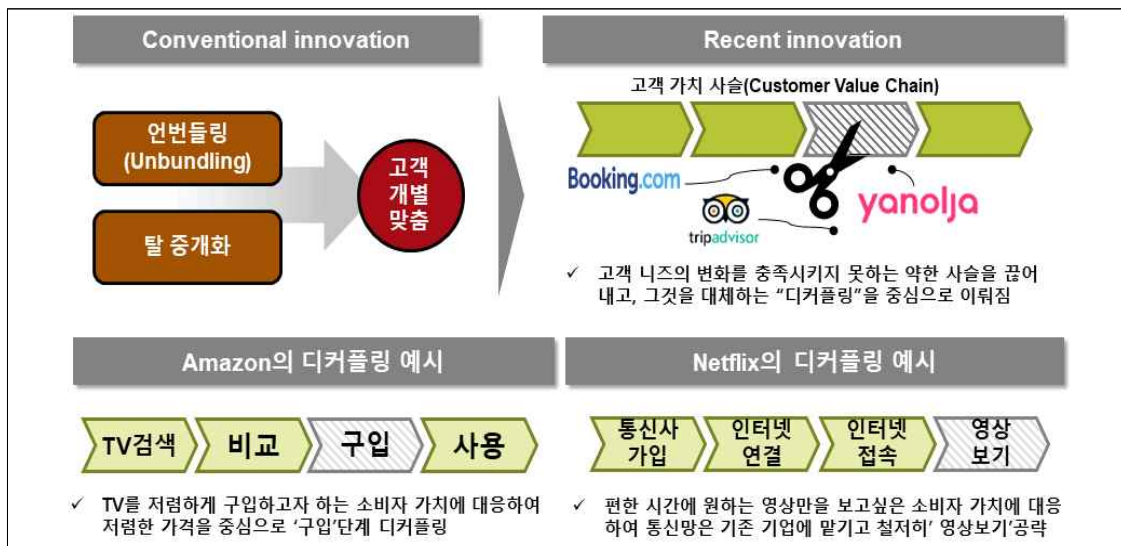 Conventional innovation
Recent innovation
언번들링
(Unbundling)
탈 중개화
고객
개별
맞춤
고객 가치 사슬(Customer Value Chain)
Booking.com
tripadvisor
yanolja
✓ 고객 니즈의 변화를 충족시키지 못하는 약한 사슬을 끊어
내고, 그것을 대체하는 “디커플링”을 중심으로 이뤄짐
Amazon의 디커플링 예시
TV검색
비교
구입
사용
✓ TV를 저렴하게 구입하고자 하는 소비자 가치에 대응하여
저렴한 가격을 중심으로 ‘구입’단계 디커플링
Netflix의 디커플링 예시
통신사
가입
인터넷
연결
인터넷
접속
영상
보기
✓ 편한 시간에 원하는 영상만을 보고싶은 소비자 가치에 대응
하여 통신망은 기존 기업에 맡기고 철저히’ 영상보기’공략